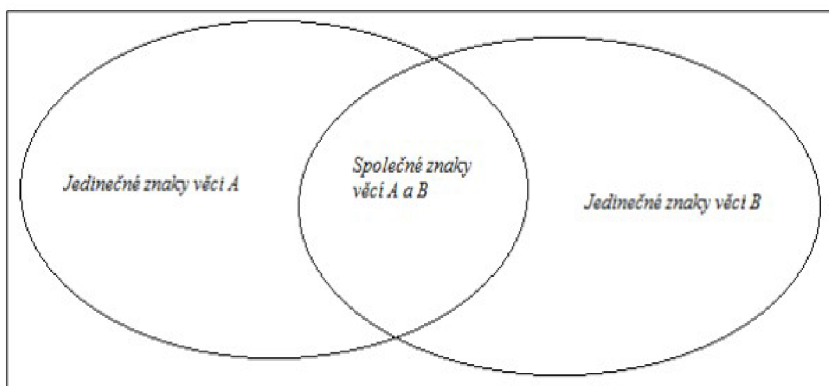 Jedinečné znaky věci A
Společné znaky
věcí A a B
Jedinečné znaky věci B